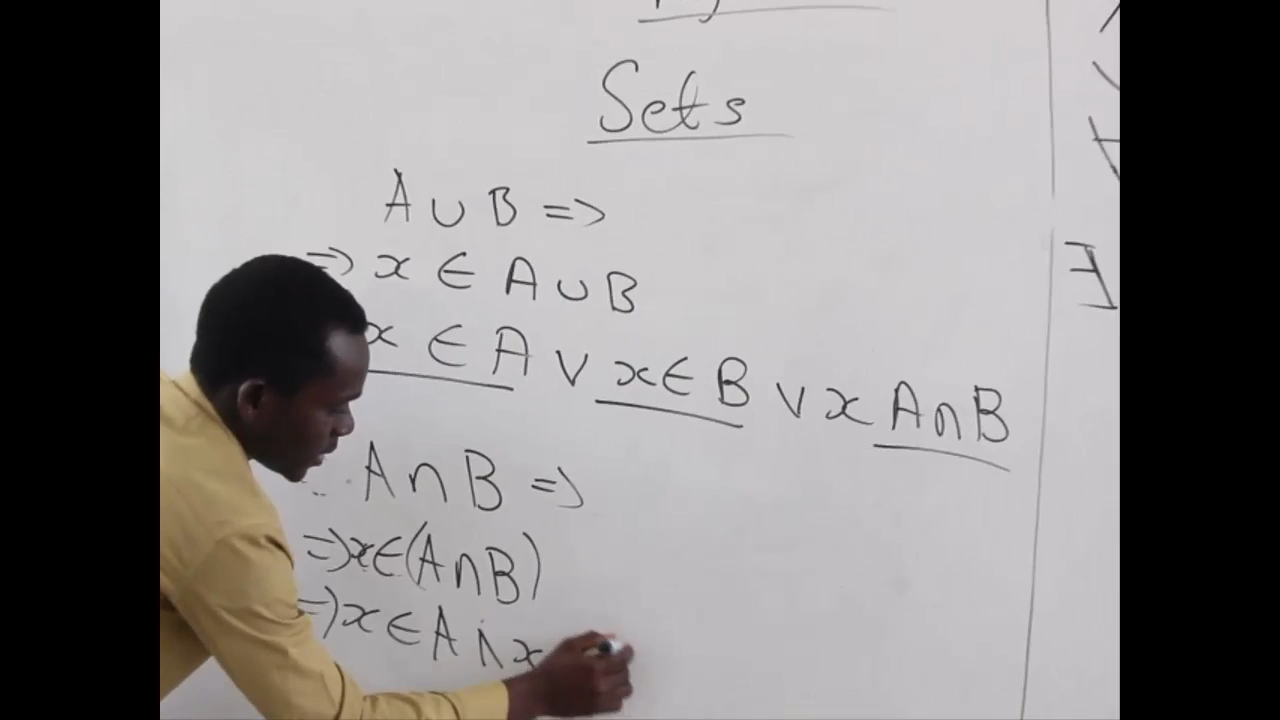 Sets
A ∪ B =>
=> x ∈ A ∪ B
x ∈ A ∨ x ∈ B ∨ x A ∩ B
A ∩ B =>
=> x ∈ (A ∩ B)
=> x ∈ A ∧ x
∃